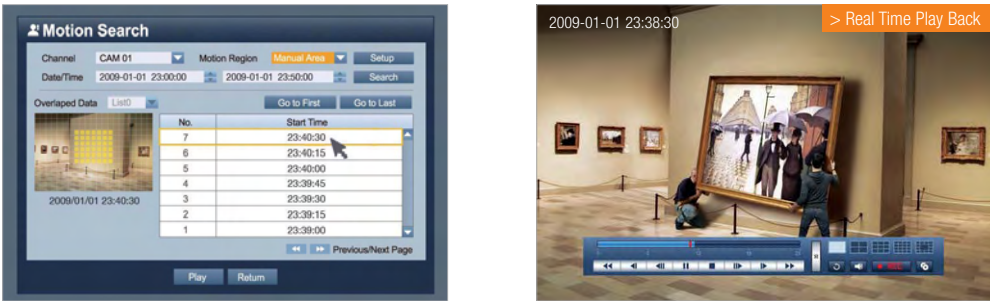 Motion Search
Channel CAM 01 Motion Region Manual Area Setup
Date/Time 2009-01-01 23:00:00 2009-01-01 23:50:00 Search
Overlaped Data List0 Go to First Go to Last
No. Start Time
7 23:40:30
6 23:40:15
5 23:40:00
4 23:39:45
3 23:39:30
2 23:39:15
1 23:39:00
2009/01/01 23:40:30
Previous/Next Page
Play Return
2009-01-01 23:38:30
> Real Time Play Back
REC